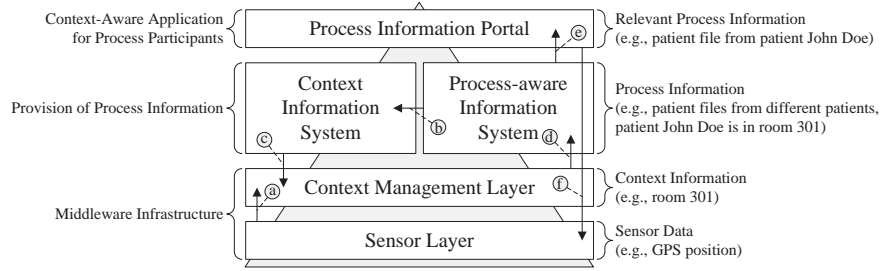 Context-Aware Application
for Process Participants
Process Information Portal
e
Relevant Process Information
(e.g., patient file from patient John Doe)
Provision of Process Information
Context
Information
System
Process-aware
Information
System
b
c
d
Process Information
(e.g., patient files from different patients,
patient John Doe is in room 301)
Middleware Infrastructure
a
Context Management Layer
f
Context Information
(e.g., room 301)
Sensor Layer
Sensor Data
(e.g., GPS position)